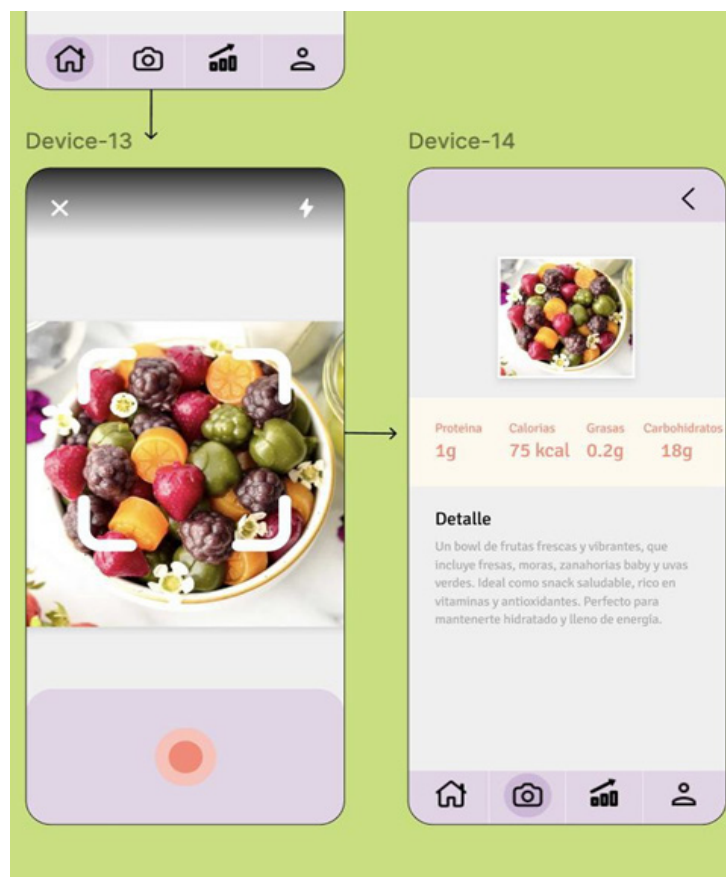 Device-13
Device-14
Proteina
Calorias
Grasas
Carbohidratos
1g
75 kcal
0.2g
18g
Detalle
Un bowl de frutas frescas y vibrantes, que
incluye fresas, moras, zanahorias baby y uvas
verdes. Ideal como snack saludable, rico en
vitaminas y antioxidantes. Perfecto para
mantenerte hidratado y lleno de energía.